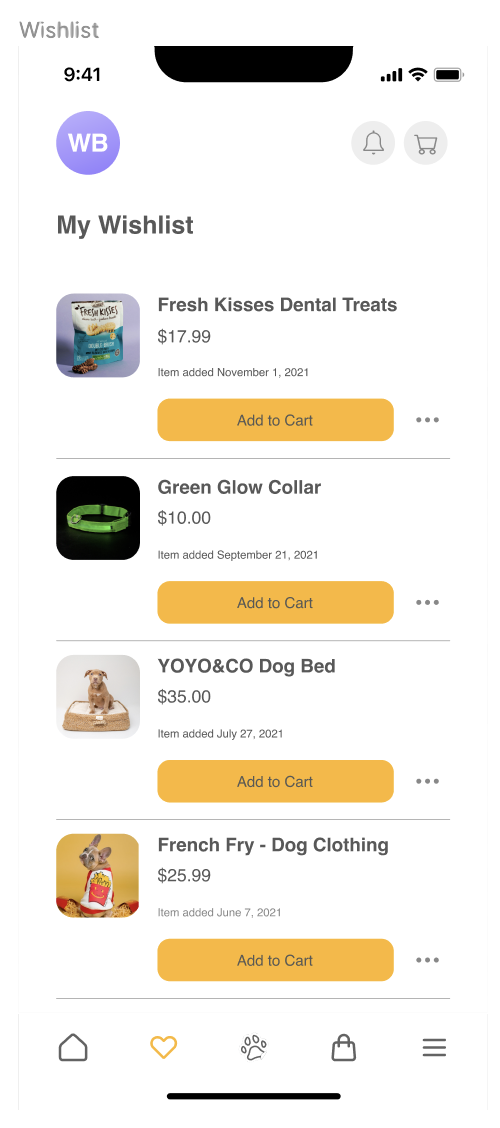 Wishlist
9:41
WB
My Wishlist
FRESH KISSES
Fresh Kisses Dental Treats
$17.99
Item added November 1, 2021
Add to Cart
Green Glow Collar
$10.00
Item added September 21, 2021
Add to Cart
YOYO&CO Dog Bed
$35.00
Item added July 27, 2021
Add to Cart
French Fry - Dog Clothing
$25.99
Item added June 7, 2021
Add to Cart